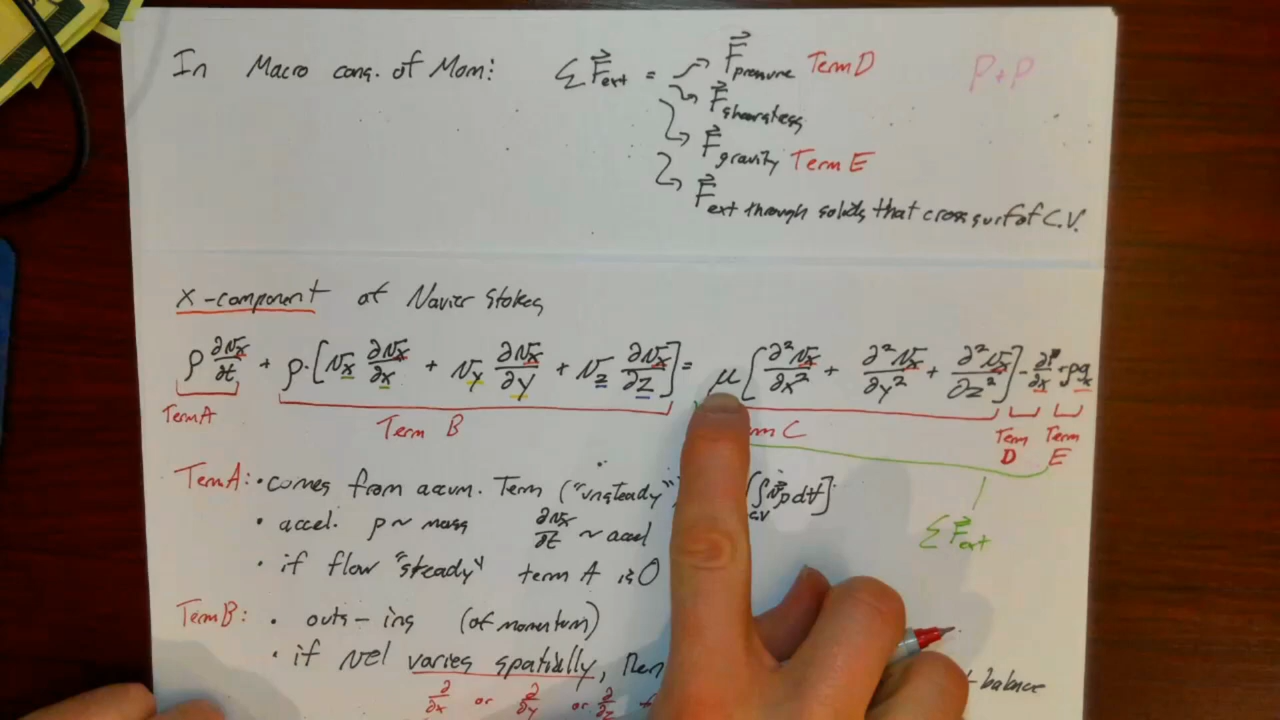 In Macro cons. of Mom: ΣF⃗ext = F⃗pressure Term D P + P
F⃗shearstress
F⃗gravity Term E
F⃗ext through solids that cross surf of C.V.
x-component of Navier Stokes
ρ ∂vx/∂t + ρ·[vx ∂vx/∂x + vy ∂vx/∂y + vz ∂vx/∂z] = μ[∂²vx/∂x² + ∂²vx/∂y² + ∂²vx/∂z²] - ∂P/∂x + ρgx
Term A Term B Term C Term D Term E
Term A: • comes from accum. Term ("unsteady") [∫c.v. v⃗ρdV]
• accel. ρ ~ mass ∂vx/∂t ~ accel ΣF⃗ext
• if flow "steady" term A is 0
Term B: • outs - ins (of momentum)
• if vel varies spatially, then balance
∂/∂x or ∂/∂y or ∂/∂z